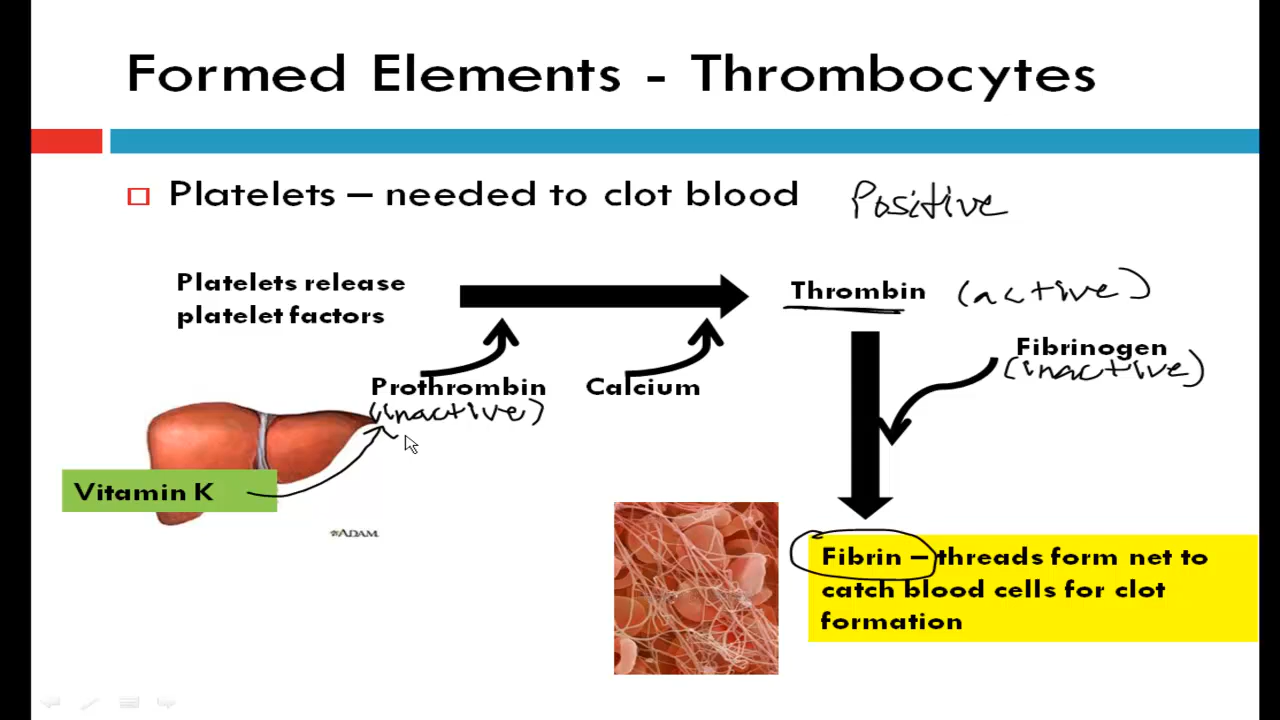 Formed Elements - Thrombocytes
Platelets – needed to clot blood
Positive
Platelets release
platelet factors
Thrombin
(active)
Fibrinogen
(inactive)
Prothrombin
(inactive)
Calcium
Vitamin K
ADAM
Fibrin – threads form net to
catch blood cells for clot
formation